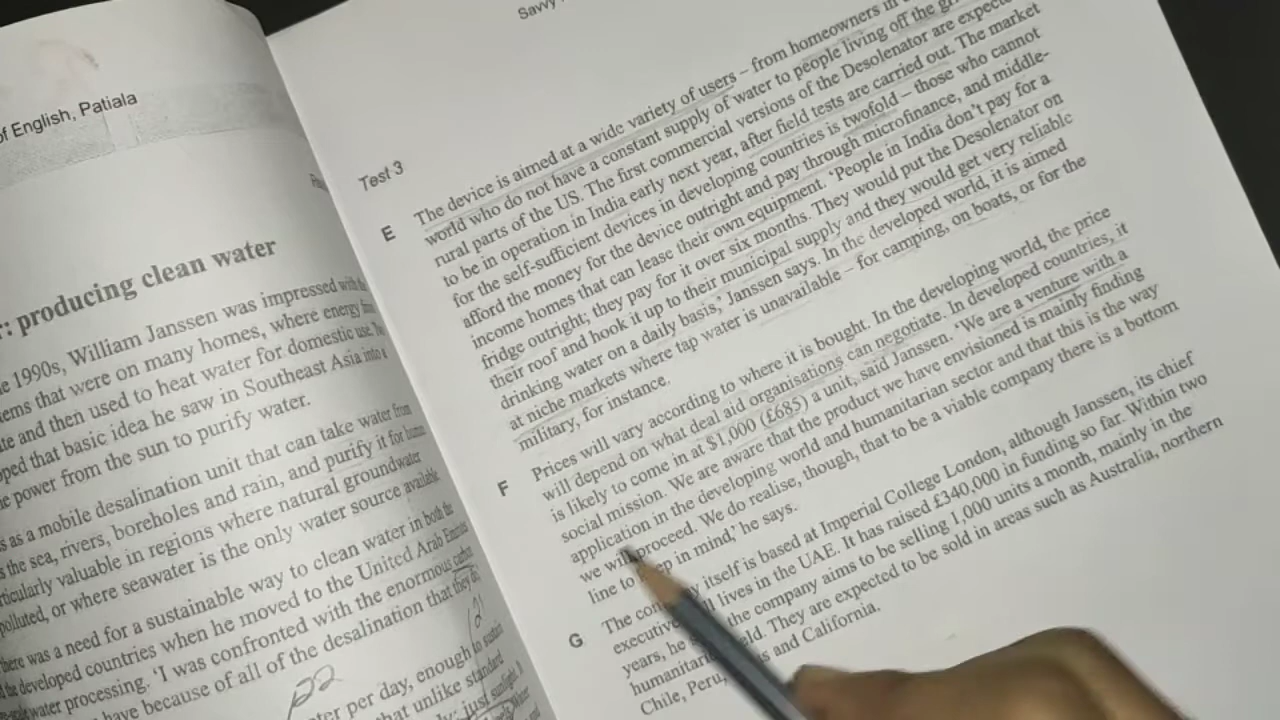 of English, Patiala
r: producing clean water
e 1990s, William Janssen was impressed with
tems that were on many homes, where energy
ate and then used to heat water for domestic use.
oped that basic idea he saw in Southeast Asia into
e power from the sun to purify water.
s as a mobile desalination unit that can take water from
s the sea, rivers, boreholes and rain, and purify it for
rticularly valuable in regions where natural groundwater
polluted, or where seawater is the only water source available
there was a need for a sustainable way to clean water in both the
the developed countries when he moved to the United Arab
water processing. 'I was confronted with the enormous carbon
have because of all of the desalination that they
ter per day, enough to sustain
that unlike standard
just sunlight
Savvy
Test 3
E The device is aimed at a wide variety of users – from homeowners in
world who do not have a constant supply of water to people living off the
rural parts of the US. The first commercial versions of the Desolenator are
to be in operation in India early next year, after field tests are carried out. The market
for the self-sufficient devices in developing countries is twofold – those who cannot
afford the money for the device outright and pay through microfinance, and middle-
income homes that can lease their own equipment. 'People in India don't pay for a
fridge outright; they pay for it over six months. They would put the Desolenator on
their roof and hook it up to their municipal supply and they would get very reliable
drinking water on a daily basis,' Janssen says. In the developed world, it is aimed
at niche markets where tap water is unavailable – for camping, on boats, or for the
military, for instance.
F Prices will vary according to where it is bought. In the developing world, the price
will depend on what deal aid organisations can negotiate. In developed countries, it
is likely to come in at $1,000 (£685) a unit, said Janssen. 'We are a venture with a
social mission. We are aware that the product we have envisioned is mainly finding
application in the developing world and humanitarian sector and that this is the way
we will proceed. We do realise, though, that to be a viable company there is a bottom
line to in mind,' he says.
G The itself is based at Imperial College London, although Janssen, its chief
lives in the UAE. It has raised £340,000 in funding so far. Within two
years, he the company aims to be selling 1,000 units a month, mainly in the
They are expected to be sold in areas such as Australia, northern
Chile, Peru, and California.